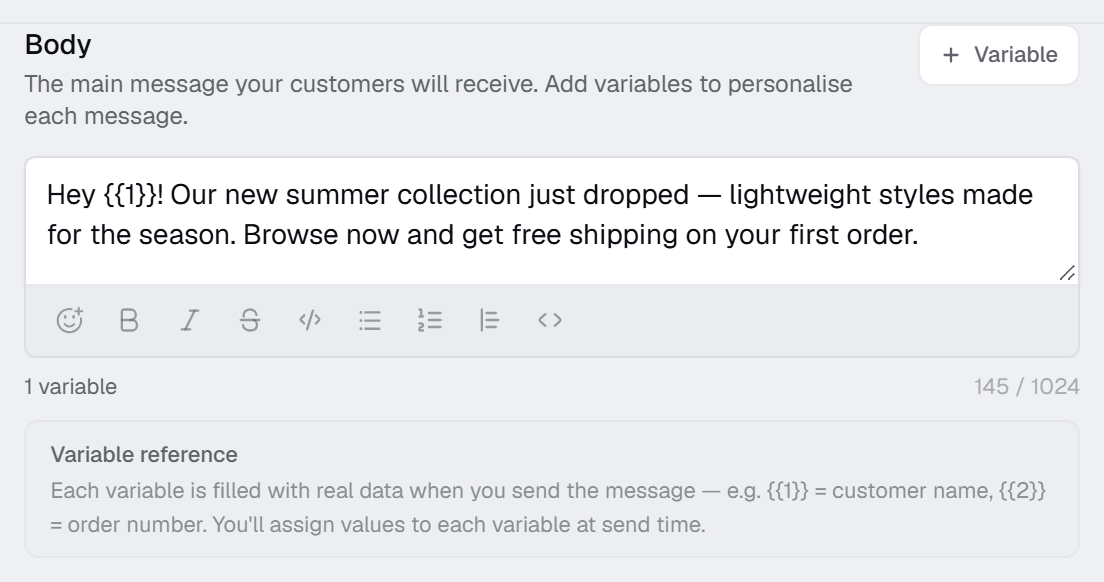 Body
+ Variable
The main message your customers will receive. Add variables to personalise
each message.
Hey {{1}}! Our new summer collection just dropped — lightweight styles made
for the season. Browse now and get free shipping on your first order.
1 variable
145 / 1024
Variable reference
Each variable is filled with real data when you send the message — e.g. {{1}} = customer name, {{2}}
= order number. You'll assign values to each variable at send time.